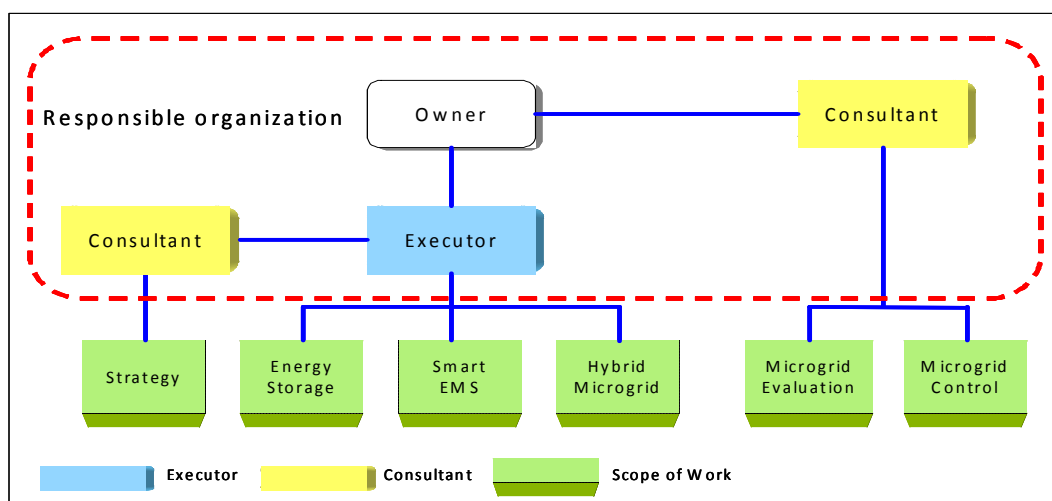 Responsible organization
Owner
Consultant
Consultant
Executor
Strategy
Energy
Storage
Smart
EMS
Hybrid
Microgrid
Microgrid
Evaluation
Microgrid
Control
Executor
Consultant
Scope of Work